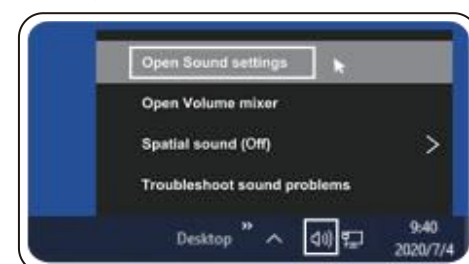 Open Sound settings
Open Volume mixer
Spatial sound (Off)
Troubleshoot sound problems
Desktop
9:40
2020/7/4